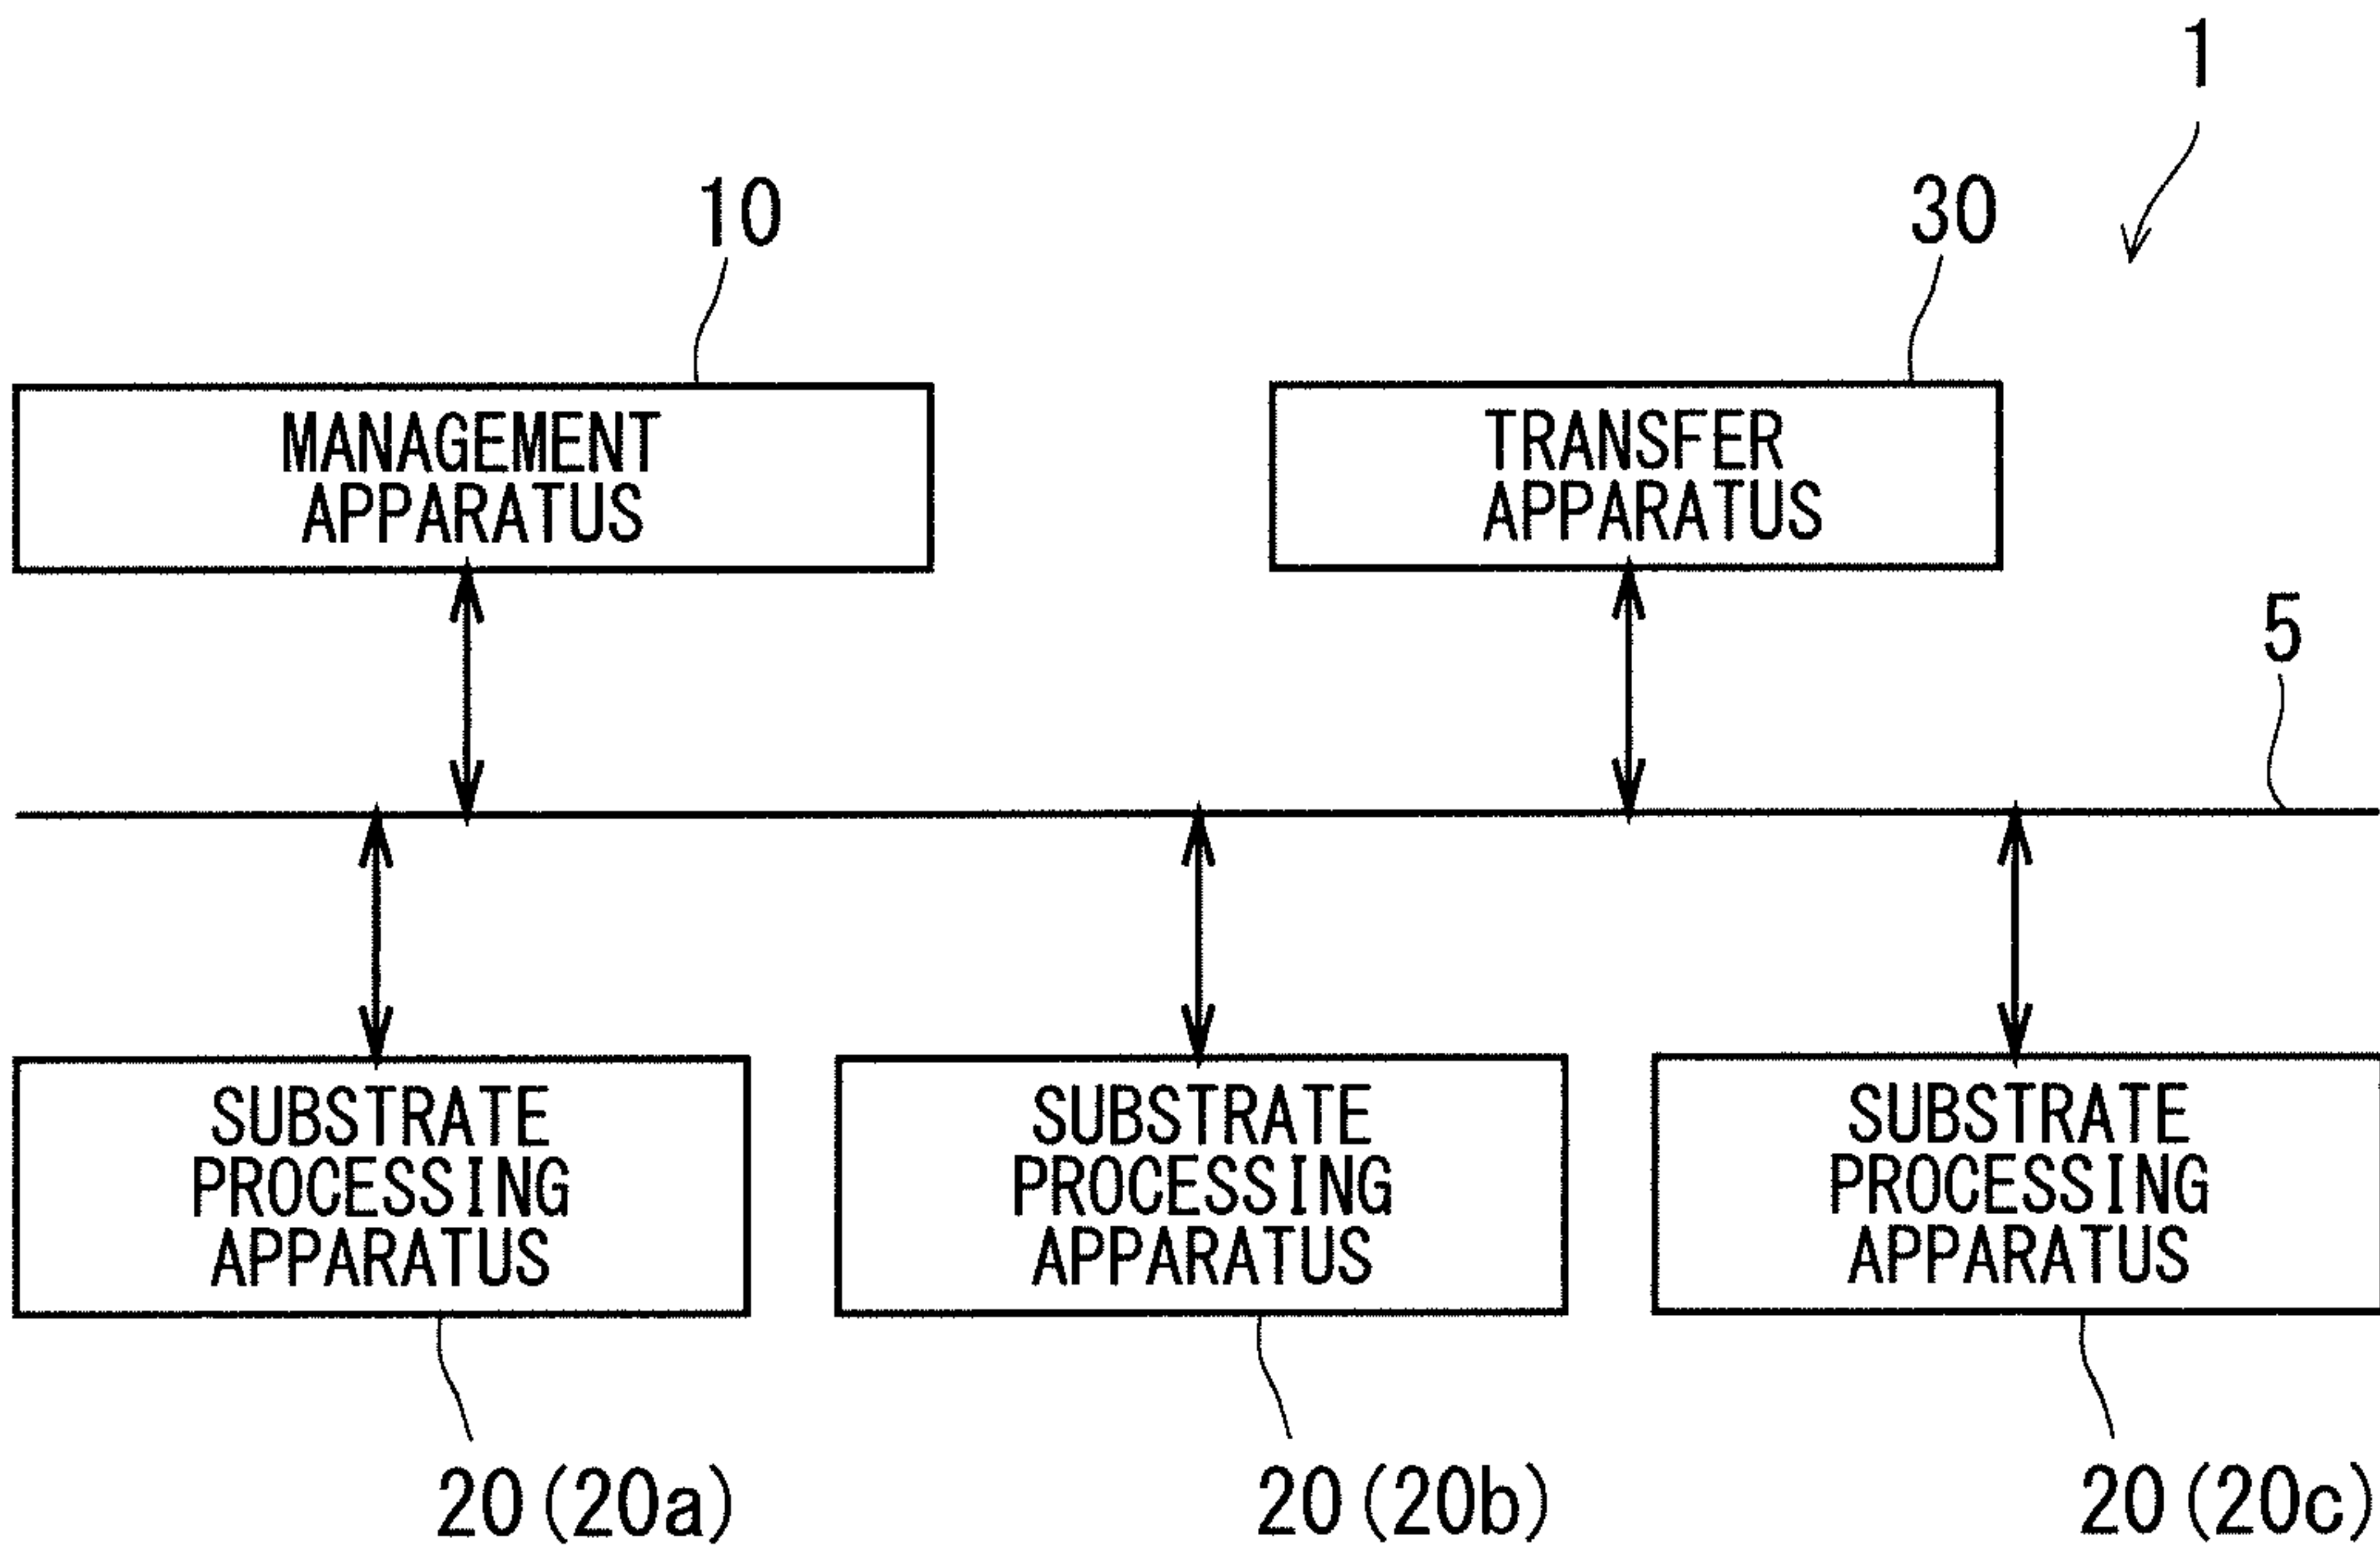 1
10
30
MANAGEMENT
APPARATUS
TRANSFER
APPARATUS
5
SUBSTRATE
PROCESSING
APPARATUS
SUBSTRATE
PROCESSING
APPARATUS
SUBSTRATE
PROCESSING
APPARATUS
20(20a)
20(20b)
20(20c)